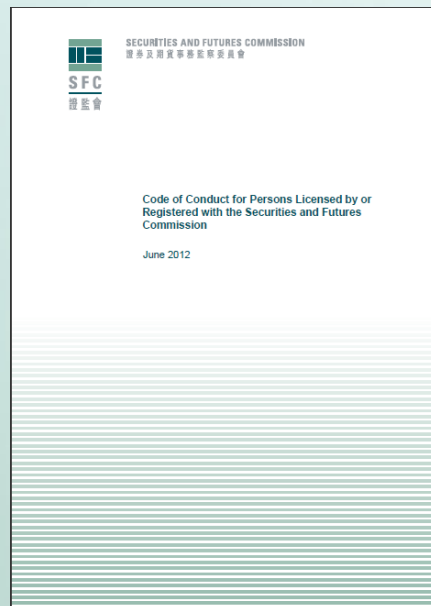 SECURITIES AND FUTURES COMMISSION
證券及期貨事務監察委員會
SFC
證監會
Code of Conduct for Persons Licensed by or
Registered with the Securities and Futures
Commission
June 2012